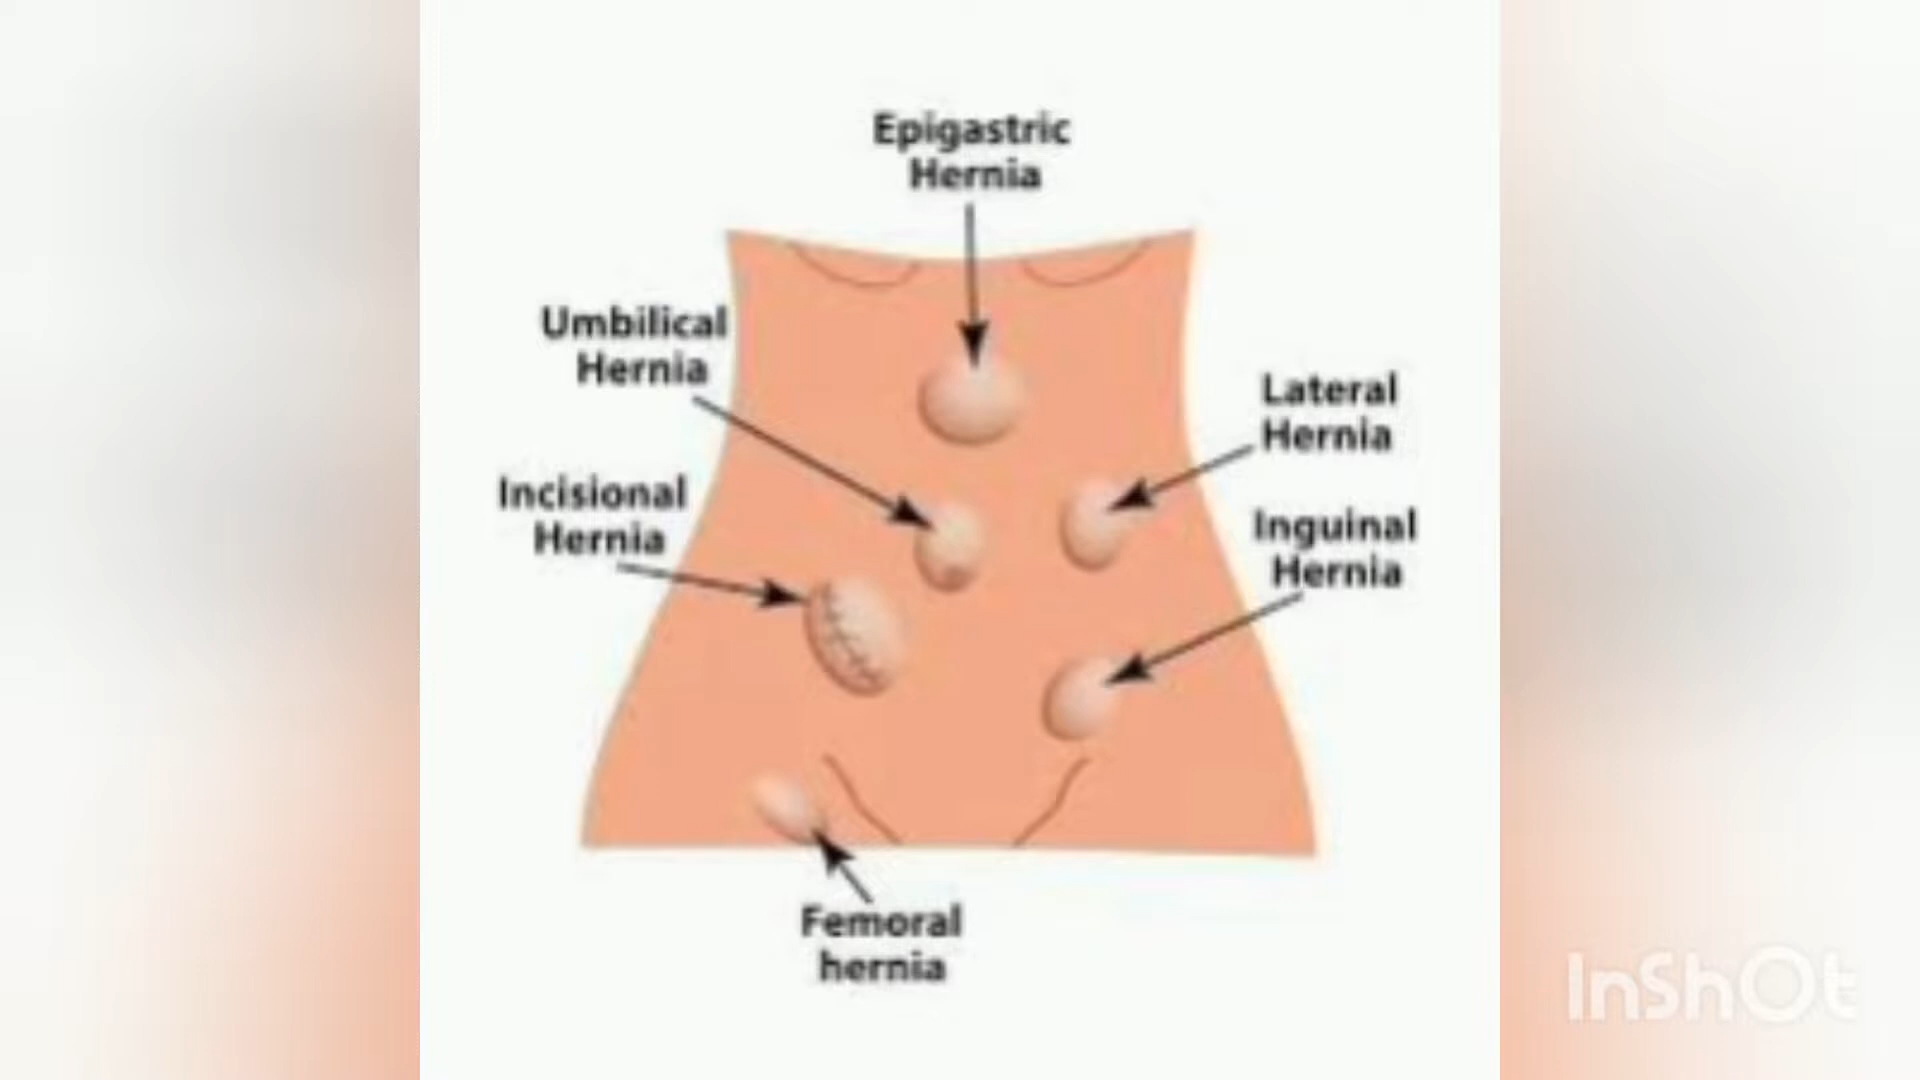 Epigastric
Hernia
Umbilical
Hernia
Lateral
Hernia
Incisional
Hernia
Inguinal
Hernia
Femoral
hernia
InShOt